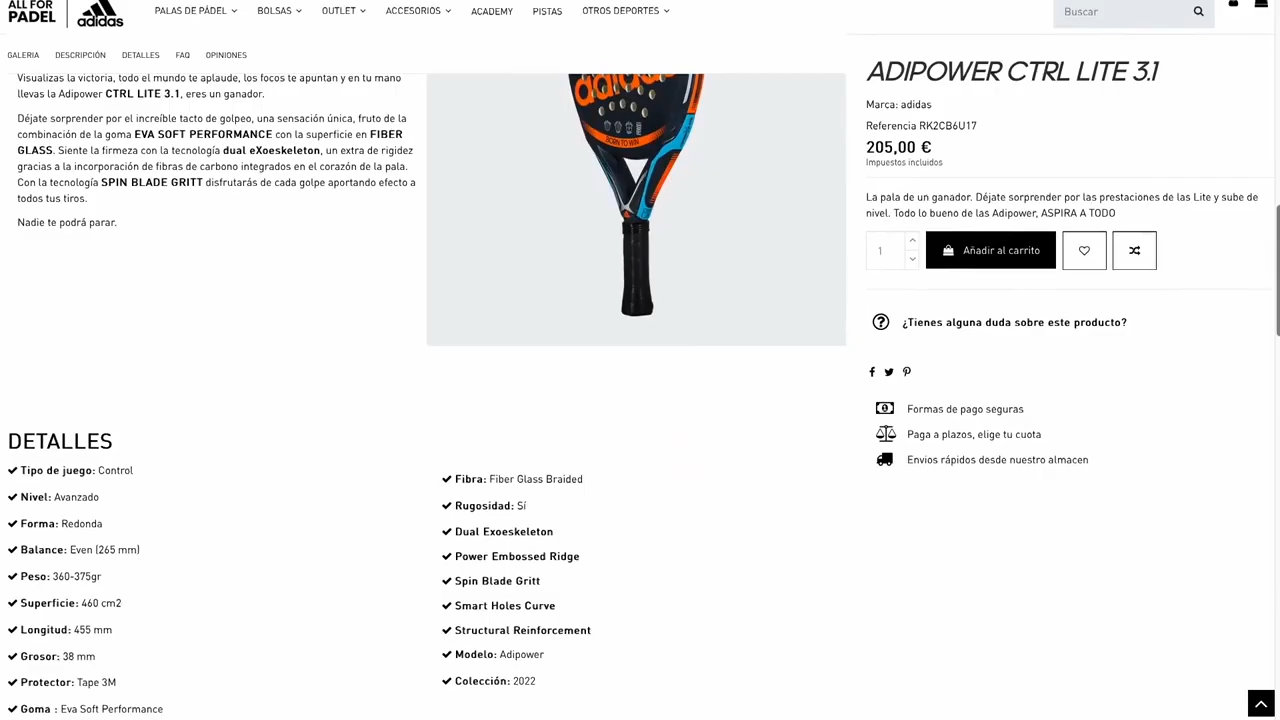 ALL FOR
PADEL
adidas
PALAS DE PÁDEL
BOLSAS
OUTLET
ACCESORIOS
ACADEMY
PISTAS
OTROS DEPORTES
Buscar
GALERIA
DESCRIPCIÓN
DETALLES
FAQ
OPINIONES
Visualizas la victoria, todo el mundo te aplaude, los focos te apuntan y en tu mano
llevas la Adipower CTRL LITE 3.1, eres un ganador.
Déjate sorprender por el increíble tacto de golpeo, una sensación única, fruto de la
combinación de la goma EVA SOFT PERFORMANCE con la superficie en FIBER
GLASS. Siente la firmeza con la tecnología dual eXoeskeleton, un extra de rigidez
gracias a la incorporación de fibras de carbono integrados en el corazón de la pala.
Con la tecnología SPIN BLADE GRITT disfrutarás de cada golpe aportando efecto a
todos tus tiros.
Nadie te podrá parar.
adidas
BORN TO WIN
ADIPOWER CTRL LITE 3.1
Marca: adidas
Referencia RK2CB6U17
205,00 €
Impuestos incluidos
La pala de un ganador. Déjate sorprender por las prestaciones de las Lite y sube de
nivel. Todo lo bueno de las Adipower, ASPIRA A TODO
1
Añadir al carrito
¿Tienes alguna duda sobre este producto?
Formas de pago seguras
Paga a plazos, elige tu cuota
Envios rápidos desde nuestro almacen
DETALLES
Tipo de juego: Control
Nivel: Avanzado
Forma: Redonda
Balance: Even (265 mm)
Peso: 360-375gr
Superficie: 460 cm2
Longitud: 455 mm
Grosor: 38 mm
Protector: Tape 3M
Goma : Eva Soft Performance
Fibra: Fiber Glass Braided
Rugosidad: Sí
Dual Exoeskeleton
Power Embossed Ridge
Spin Blade Gritt
Smart Holes Curve
Structural Reinforcement
Modelo: Adipower
Colección: 2022